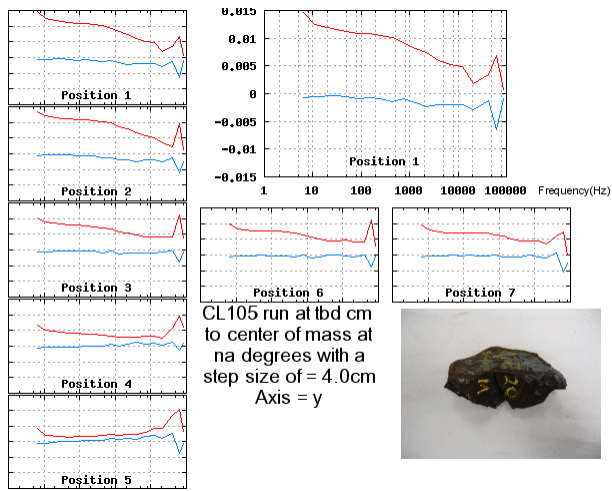 0.015
0.01
0.005
0
-0.005
-0.01
-0.015
1 10 100 1000 10000 100000 Frequency(Hz)
Position 1
Position 1
Position 2
Position 3
Position 4
Position 5
Position 6
Position 7
CL105 run at tbd cm
to center of mass at
na degrees with a
step size of = 4.0cm
Axis = y